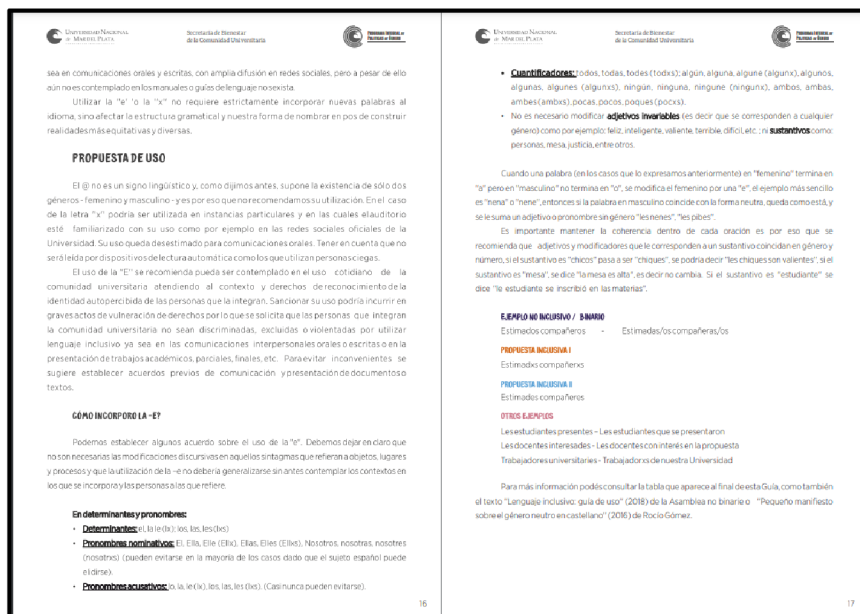 UNIVERSIDAD NACIONAL
de MAR DEL PLATA
Secretaría de Bienestar
de la Comunidad Universitaria
PROGRAMA INTEGRAL DE
POLÍTICAS DE GÉNERO
sea en comunicaciones orales y escritas, con amplia difusión en redes sociales, pero a pesar de ello
aún no es contemplado en los manuales o guías de lenguaje no sexista.
Utilizar la "e" 'o la "x" no requiere estrictamente incorporar nuevas palabras al
idioma, sino afectar la estructura gramatical y nuestra forma de nombrar en pos de construir
realidades más equitativas y diversas.
PROPUESTA DE USO
El @ no es un signo lingüístico y, como dijimos antes, supone la existencia de sólo dos
géneros - femenino y masculino - y es por eso que no recomendamos su utilización. En el caso
de la letra "x" podría ser utilizada en instancias particulares y en las cuales elauditorio
esté familiarizado con su uso como por ejemplo en las redes sociales oficiales de la
Universidad. Su uso queda desestimado para comunicaciones orales. Tener en cuenta que no
será leída por dispositivos de lectura automática como los que utilizan personas ciegas.
El uso de la "E" se recomienda pueda ser contemplado en el uso cotidiano de la
comunidad universitaria atendiendo al contexto y derechos de reconocimiento de la
identidad autopercibida de las personas que la integran. Sancionar su uso podría incurrir en
graves actos de vulneración de derechos por lo que se solicita que las personas que integran
la comunidad universitaria no sean discriminadas, excluidas o violentadas por utilizar
lenguaje inclusivo ya sea en las comunicaciones interpersonales orales o escritas o en la
presentación de trabajos académicos, parciales, finales, etc. Para evitar inconvenientes se
sugiere establecer acuerdos previos de comunicación y presentación de documentos o
textos.
CÓMO INCORPORO LA -E?
Podemos establecer algunos acuerdo sobre el uso de la "e". Debemos dejar en claro que
no son necesarias las modificaciones discursivas en aquellos sintagmas que refieran a objetos, lugares
y procesos y que la utilización de la -e no debería generalizarse sin antes contemplar los contextos en
los que se incorpora y las personas a las que refiere.
En determinantes y pronombres:
• Determinantes: el, la le (lx); los, las, les (lxs)
• Pronombres nominativos: El, Ella, Elle (Ellx), Ellas, Elles (Ellxs), Nosotros, nosotras, nosotres
(nosotrxs) (pueden evitarse en la mayoría de los casos dado que el sujeto español puede
elidirse).
• Pronombres acusativos: lo, la, le (lx), los, las, les (lxs). (Casi nunca pueden evitarse).
16
UNIVERSIDAD NACIONAL
de MAR DEL PLATA
Secretaría de Bienestar
de la Comunidad Universitaria
PROGRAMA INTEGRAL DE
POLÍTICAS DE GÉNERO
• Cuantificadores: todos, todas, todes (todxs); algún, alguna, algune (algunx), algunos,
algunas, algunes (algunxs), ningún, ninguna, ningune (ningunx), ambos, ambas,
ambes (ambxs), pocas, pocos, poques (pocxs).
• No es necesario modificar adjetivos invariables (es decir que se corresponden a cualquier
género) como por ejemplo: feliz, inteligente, valiente, terrible, difícil, etc.; ni sustantivos como:
personas, mesa, justicia, entre otros.
Cuando una palabra (en los casos que lo expresamos anteriormente) en "femenino" termina en
"a" pero en "masculino" no termina en "o", se modifica el femenino por una "e", el ejemplo más sencillo
es "nena" o "nene", entonces si la palabra en masculino coincide con la forma neutra, queda como está, y
se le suma un adjetivo o pronombre sin género "les nenes", "les pibes".
Es importante mantener la coherencia dentro de cada oración es por eso que se
recomienda que adjetivos y modificadores que le corresponden a un sustantivo coincidan en género y
número, si el sustantivo es "chicos" pasa a ser "chiques", se podría decir "les chiques son valientes", si el
sustantivo es "mesa", se dice "la mesa es alta", es decir no cambia. Si el sustantivo es "estudiante" se
dice "le estudiante se inscribió en las materias".
EJEMPLO NO INCLUSIVO / BINARIO
Estimados compañeros - Estimadas/os compañeras/os
PROPUESTA INCLUSIVA I
Estimadxs compañerxs
PROPUESTA INCLUSIVA II
Estimades compañeres
OTROS EJEMPLOS
Les estudiantes presentes - Les estudiantes que se presentaron
Les docentes interesades - Les docentes con interés en la propuesta
Trabajadores universitaries - Trabajadorxs de nuestra Universidad
Para más información podés consultar la tabla que aparece al final de esta Guía, como también
el texto "Lenguaje inclusivo: guía de uso" (2018) de la Asamblea no binarie o "Pequeño manifiesto
sobre el género neutro en castellano" (2016) de Rocío Gómez.
17